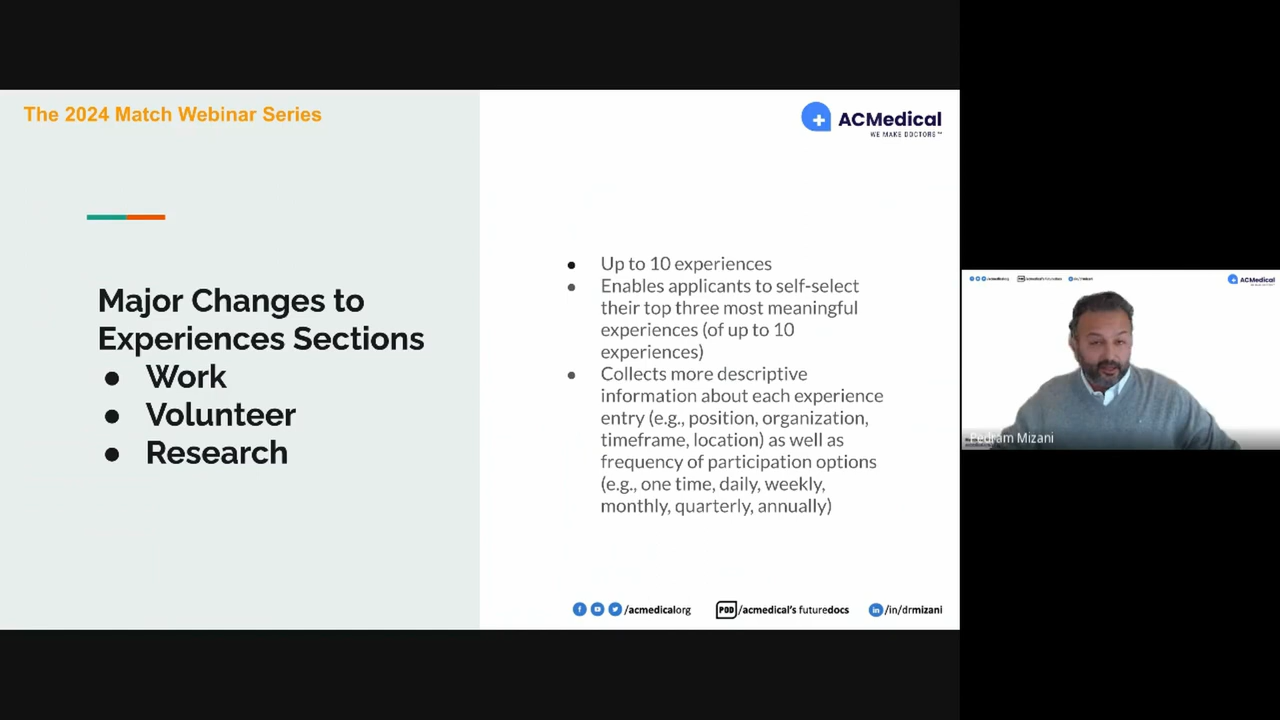 The 2024 Match Webinar Series
ACMedical
WE MAKE DOCTORS™
Major Changes to
Experiences Sections
● Work
● Volunteer
● Research
● Up to 10 experiences
● Enables applicants to self-select
their top three most meaningful
experiences (of up to 10
experiences)
● Collects more descriptive
information about each experience
entry (e.g., position, organization,
timeframe, location) as well as
frequency of participation options
(e.g., one time, daily, weekly,
monthly, quarterly, annually)
/acmedicalorg
POD /acmedical's futuredocs
in /in/drmizani
ACMedical
Pedram Mizani